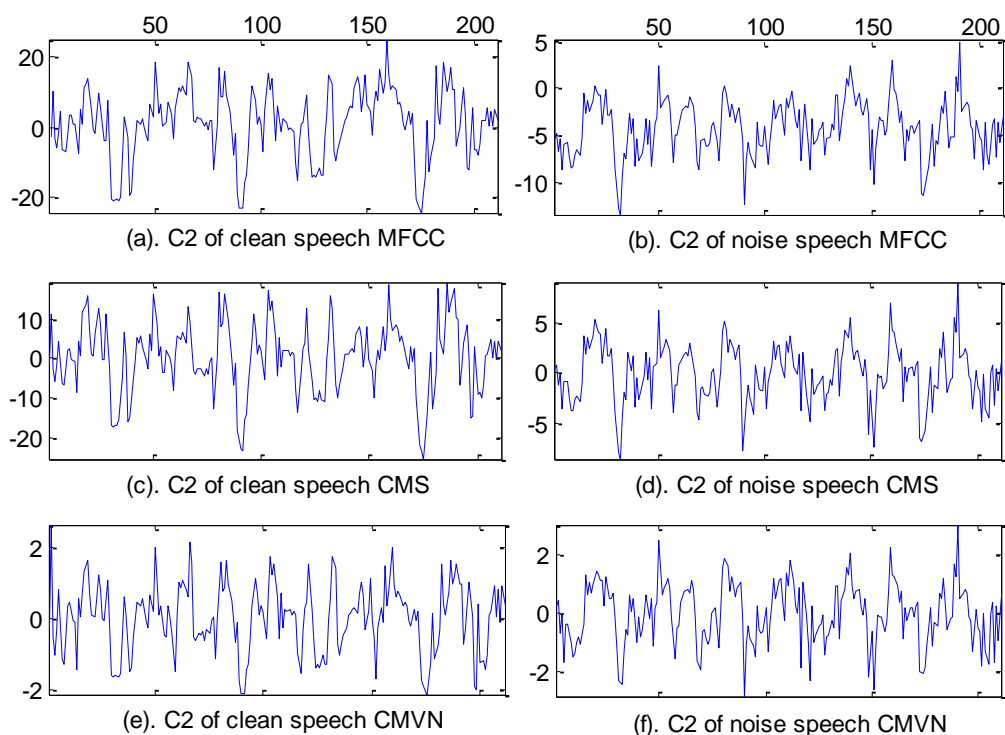 50 100 150 200
50 100 150 200
20
0
-20
5
0
-5
-10
(a). C2 of clean speech MFCC
(b). C2 of noise speech MFCC
10
0
-10
-20
5
0
-5
(c). C2 of clean speech CMS
(d). C2 of noise speech CMS
2
0
-2
2
0
-2
(e). C2 of clean speech CMVN
(f). C2 of noise speech CMVN